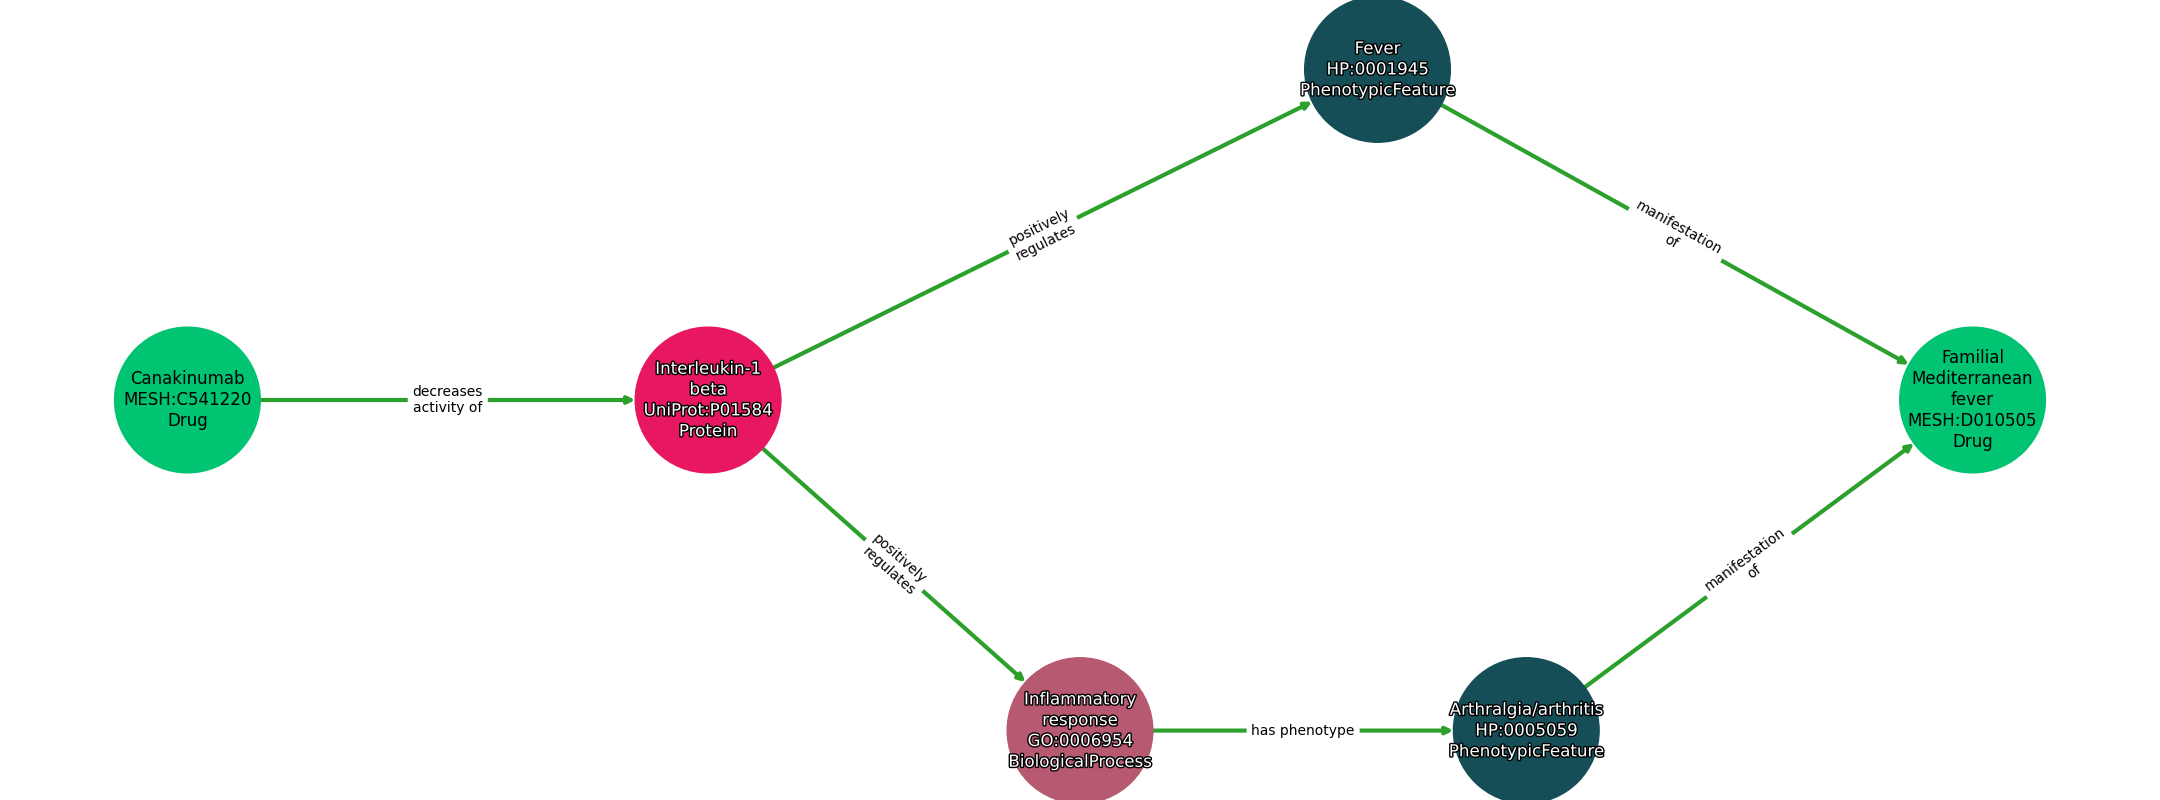 Fever
HP:0001945
PhenotypicFeature
positively
regulates
manifestation
of
Canakinumab
MESH:C541220
Drug
decreases
activity of
Interleukin-1
beta
UniProt:P01584
Protein
Familial
Mediterranean
fever
MESH:D010505
Drug
positively
regulates
manifestation
of
Inflammatory
response
GO:0006954
BiologicalProcess
has phenotype
Arthralgia/arthritis
HP:0005059
PhenotypicFeature